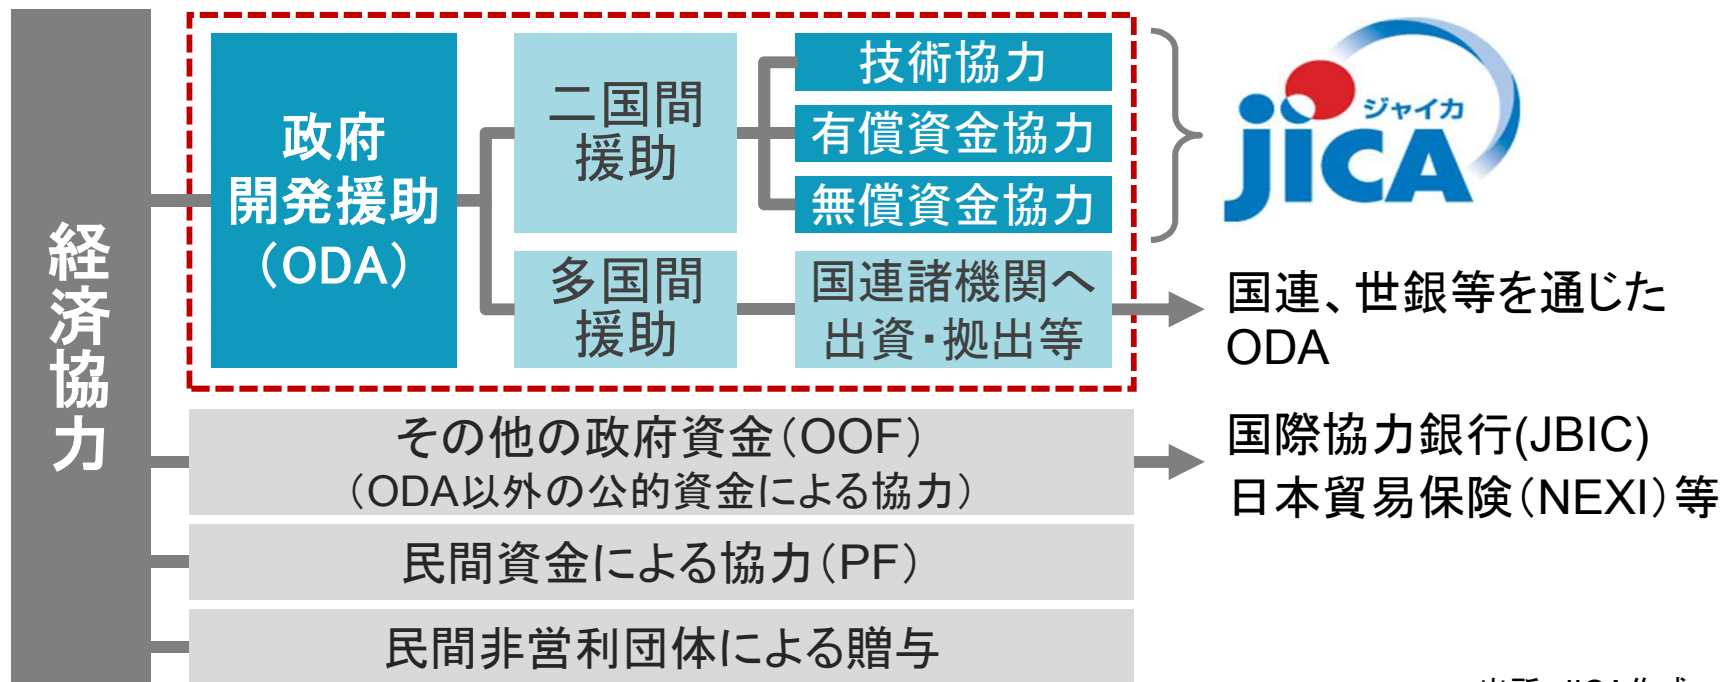 経済協力
政府
開発援助
（ODA）
二国間
援助
技術協力
有償資金協力
無償資金協力
ジャイカ
JICA
多国間
援助
国連諸機関へ
出資・拠出等
国連、世銀等を通じた
ODA
その他の政府資金（OOF）
（ODA以外の公的資金による協力）
国際協力銀行(JBIC)
日本貿易保険（NEXI）等
民間資金による協力（PF）
民間非営利団体による贈与